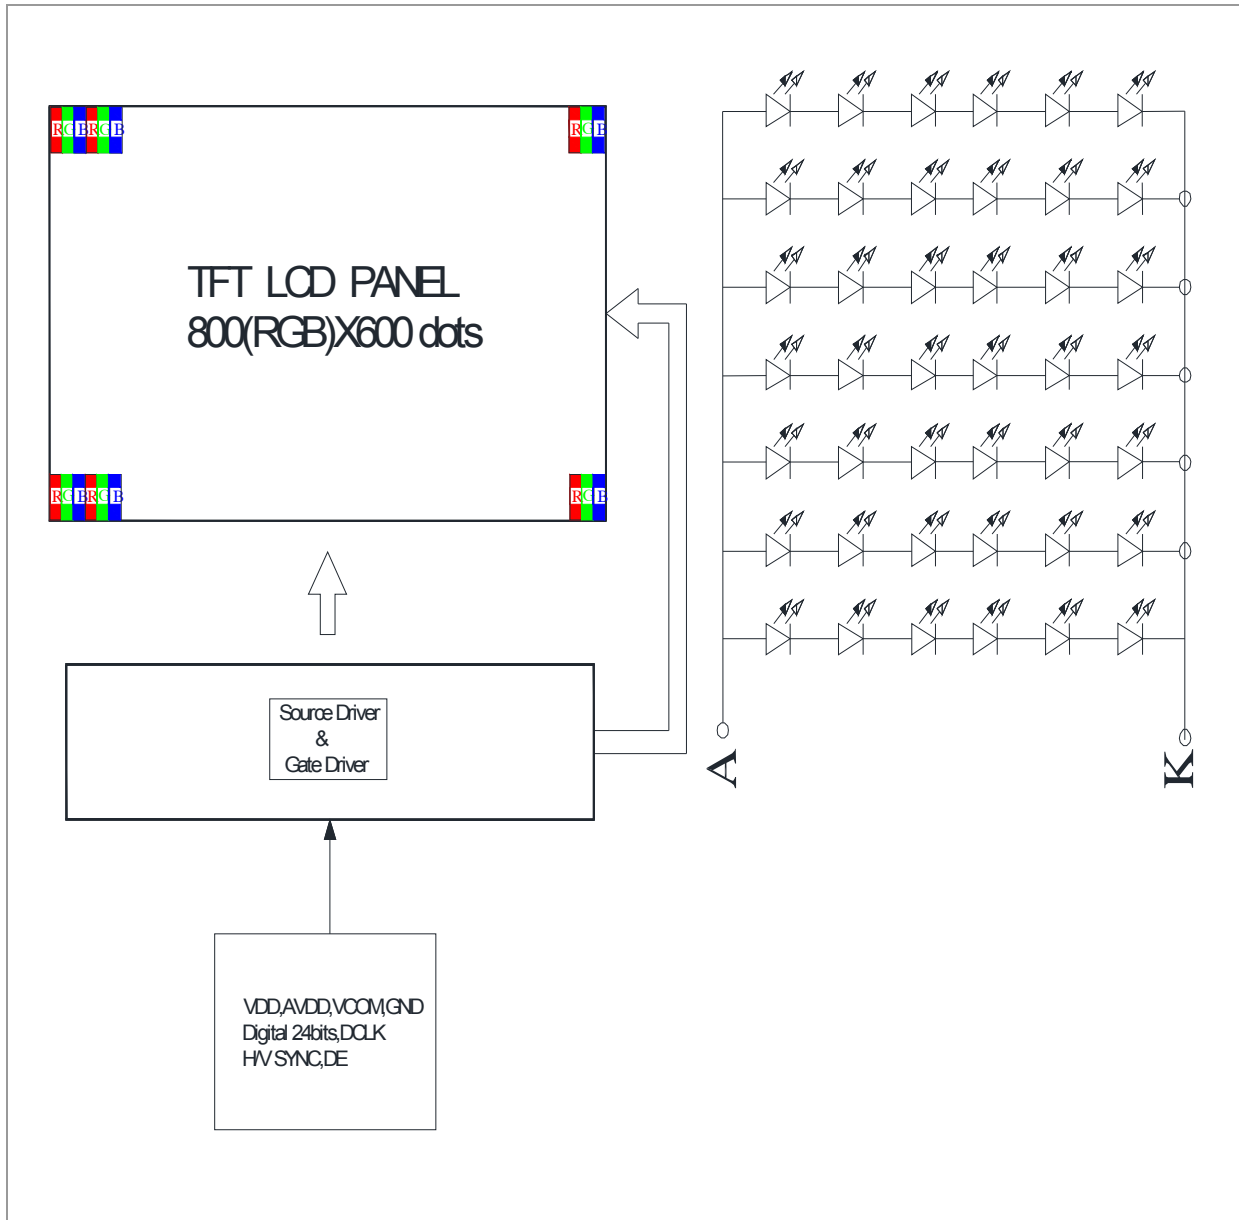 RGBRGB
RGB
TFT LCD PANEL
800(RGB)X600 dots
RGBRGB
RGB
Source Driver
&
Gate Driver
A
K
VDD,AVDD,VCOM,GND
Digital 24bits,DCLK
H/V SYNC,DE